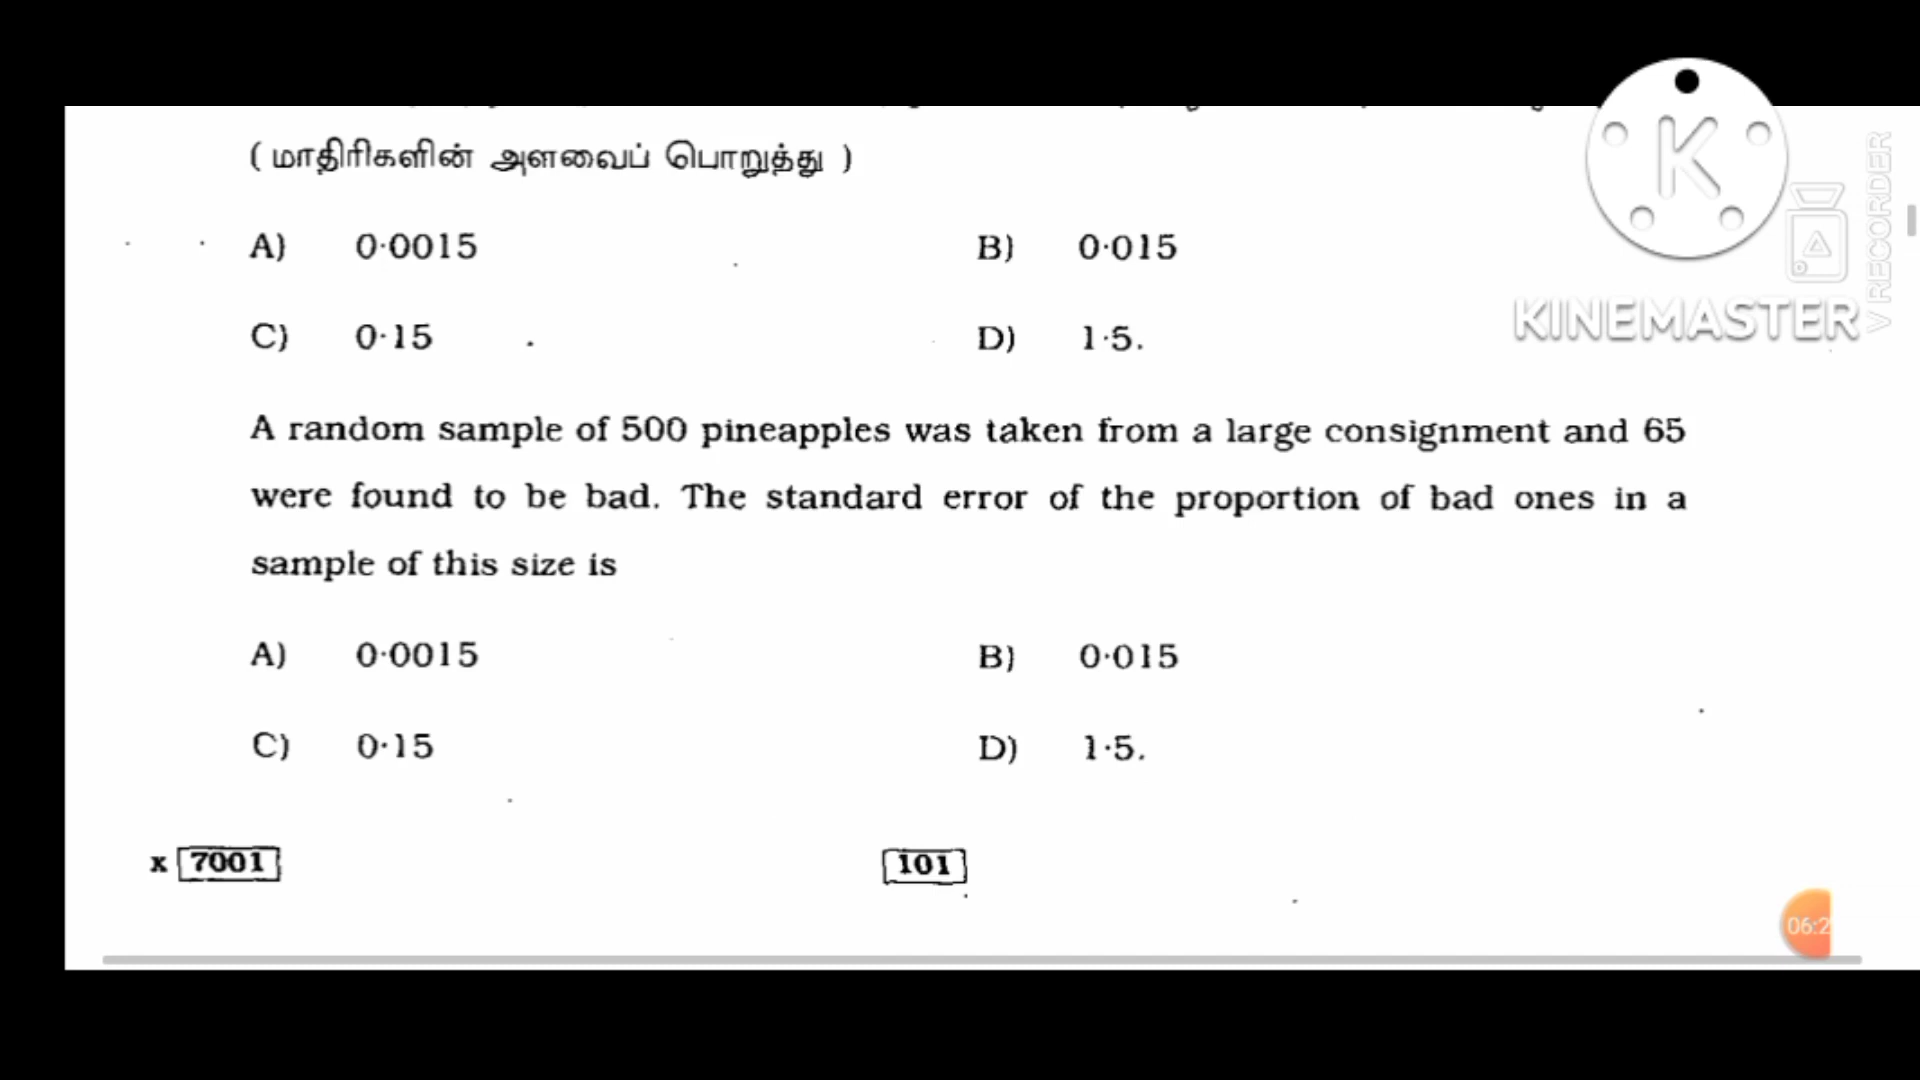 ( மாதிரிகளின் அளவைப் பொறுத்து )
A) 0·0015 B) 0·015
C) 0·15 D) 1·5.
A random sample of 500 pineapples was taken from a large consignment and 65
were found to be bad. The standard error of the proportion of bad ones in a
sample of this size is
A) 0·0015 B) 0·015
C) 0·15 D) 1·5.
x 7001 101
K
KINEMASTER
V RECORDER
06:2